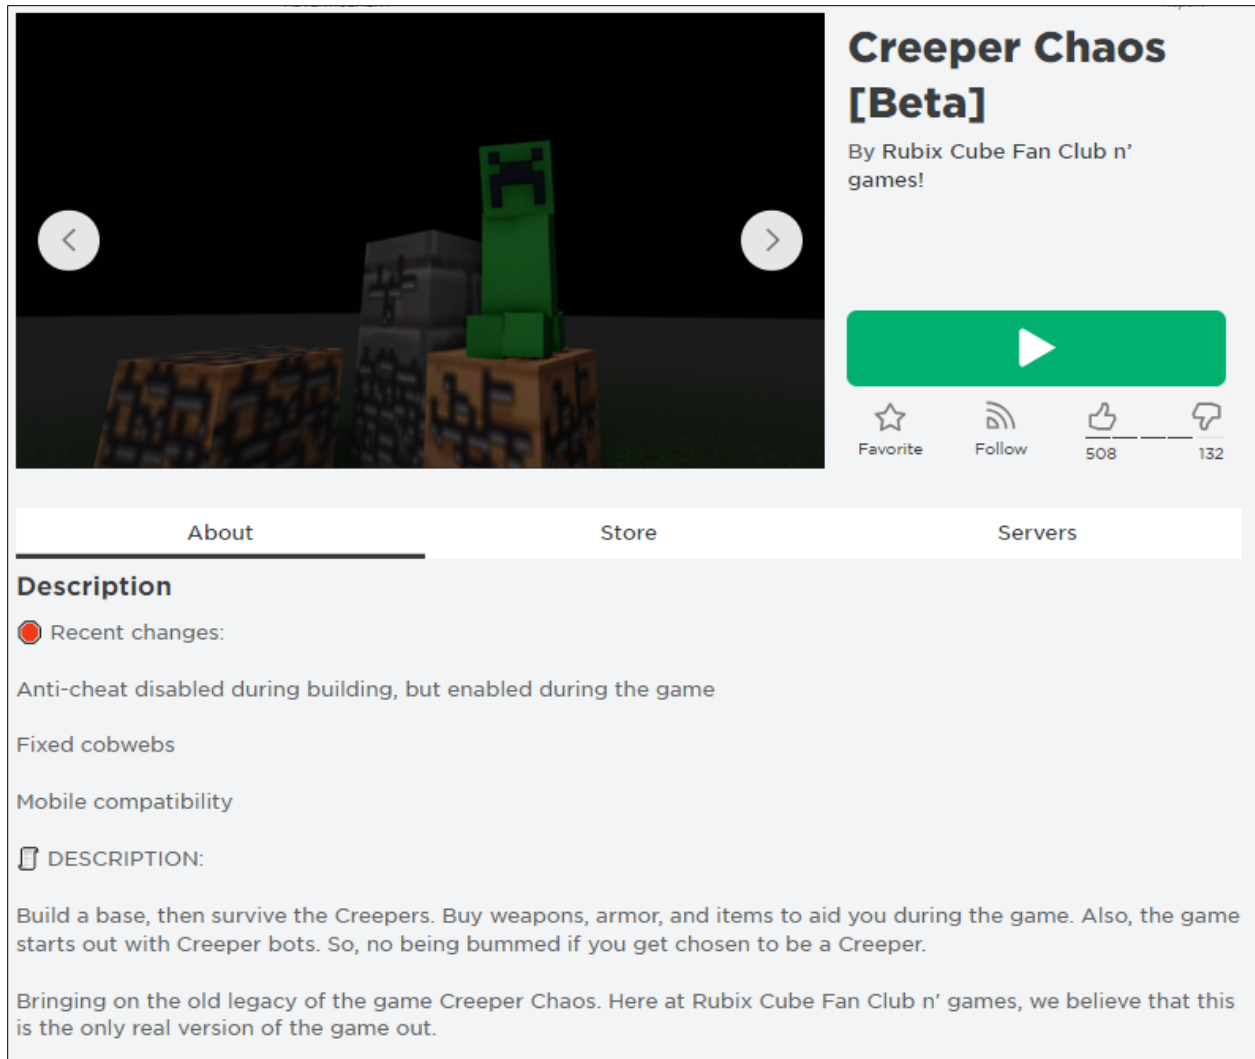 Creeper Chaos
[Beta]
By Rubix Cube Fan Club n'
games!
Favorite
Follow
508
132
About
Store
Servers
Description
Recent changes:
Anti-cheat disabled during building, but enabled during the game
Fixed cobwebs
Mobile compatibility
DESCRIPTION:
Build a base, then survive the Creepers. Buy weapons, armor, and items to aid you during the game. Also, the game
starts out with Creeper bots. So, no being bummed if you get chosen to be a Creeper.
Bringing on the old legacy of the game Creeper Chaos. Here at Rubix Cube Fan Club n' games, we believe that this
is the only real version of the game out.